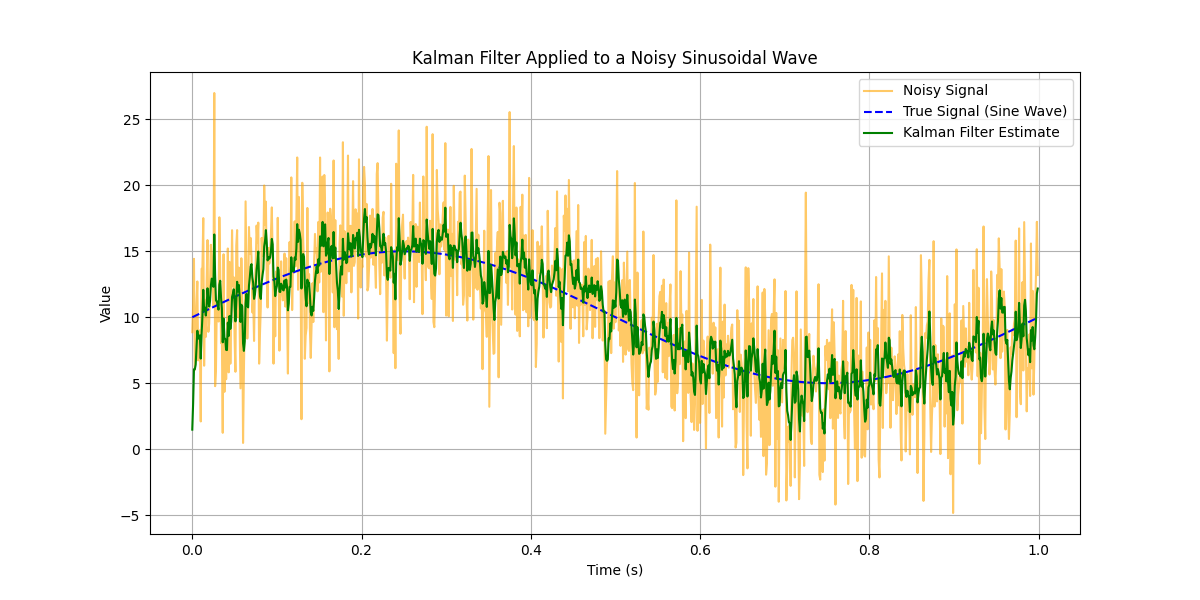 Kalman Filter Applied to a Noisy Sinusoidal Wave
Noisy Signal
True Signal (Sine Wave)
Kalman Filter Estimate
Value
25
20
15
10
5
0
−5
0.0
0.2
0.4
0.6
0.8
1.0
Time (s)